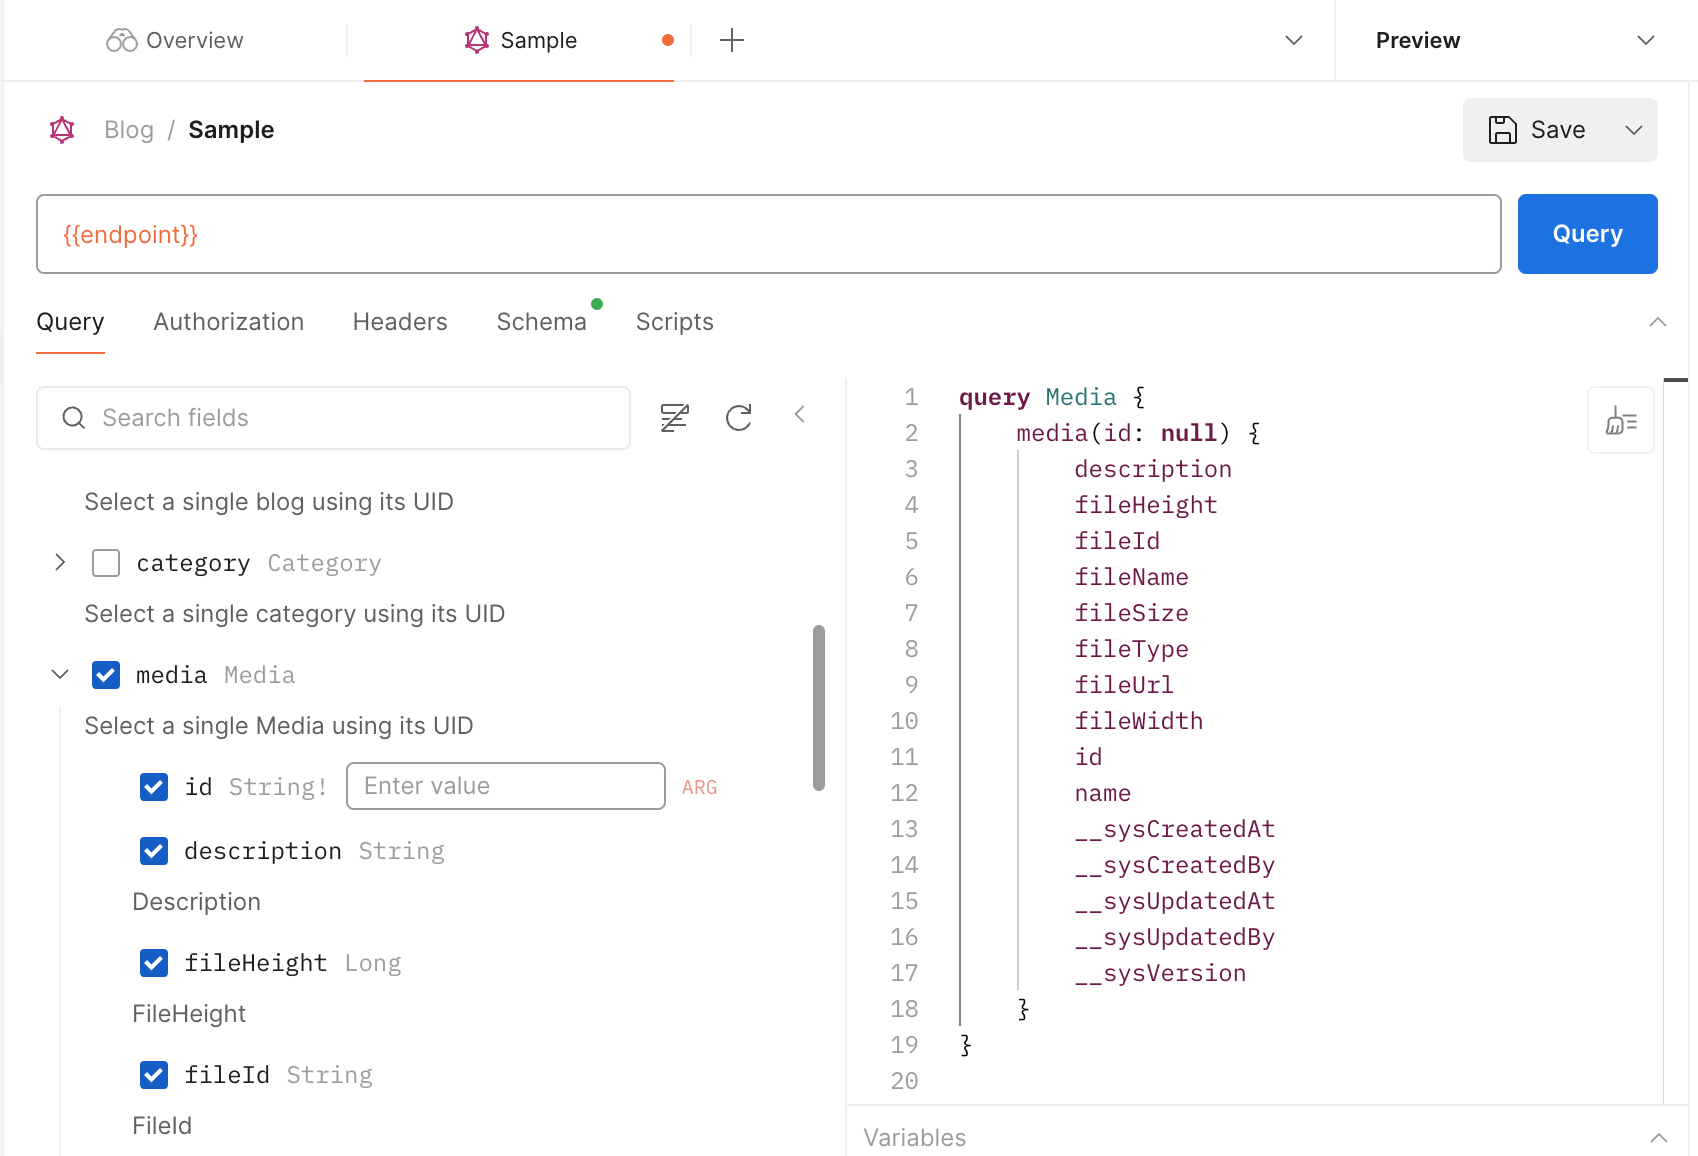 Overview
Sample
Preview
Blog / Sample
Save
{{endpoint}}
Query
Query
Authorization
Headers
Schema
Scripts
Search fields
Select a single blog using its UID
category Category
Select a single category using its UID
media Media
Select a single Media using its UID
id String! Enter value ARG
description String
Description
fileHeight Long
FileHeight
fileId String
FileId
1 query Media {
2 media(id: null) {
3 description
4 fileHeight
5 fileId
6 fileName
7 fileSize
8 fileType
9 fileUrl
10 fileWidth
11 id
12 name
13 __sysCreatedAt
14 __sysCreatedBy
15 __sysUpdatedAt
16 __sysUpdatedBy
17 __sysVersion
18 }
19 }
20
Variables